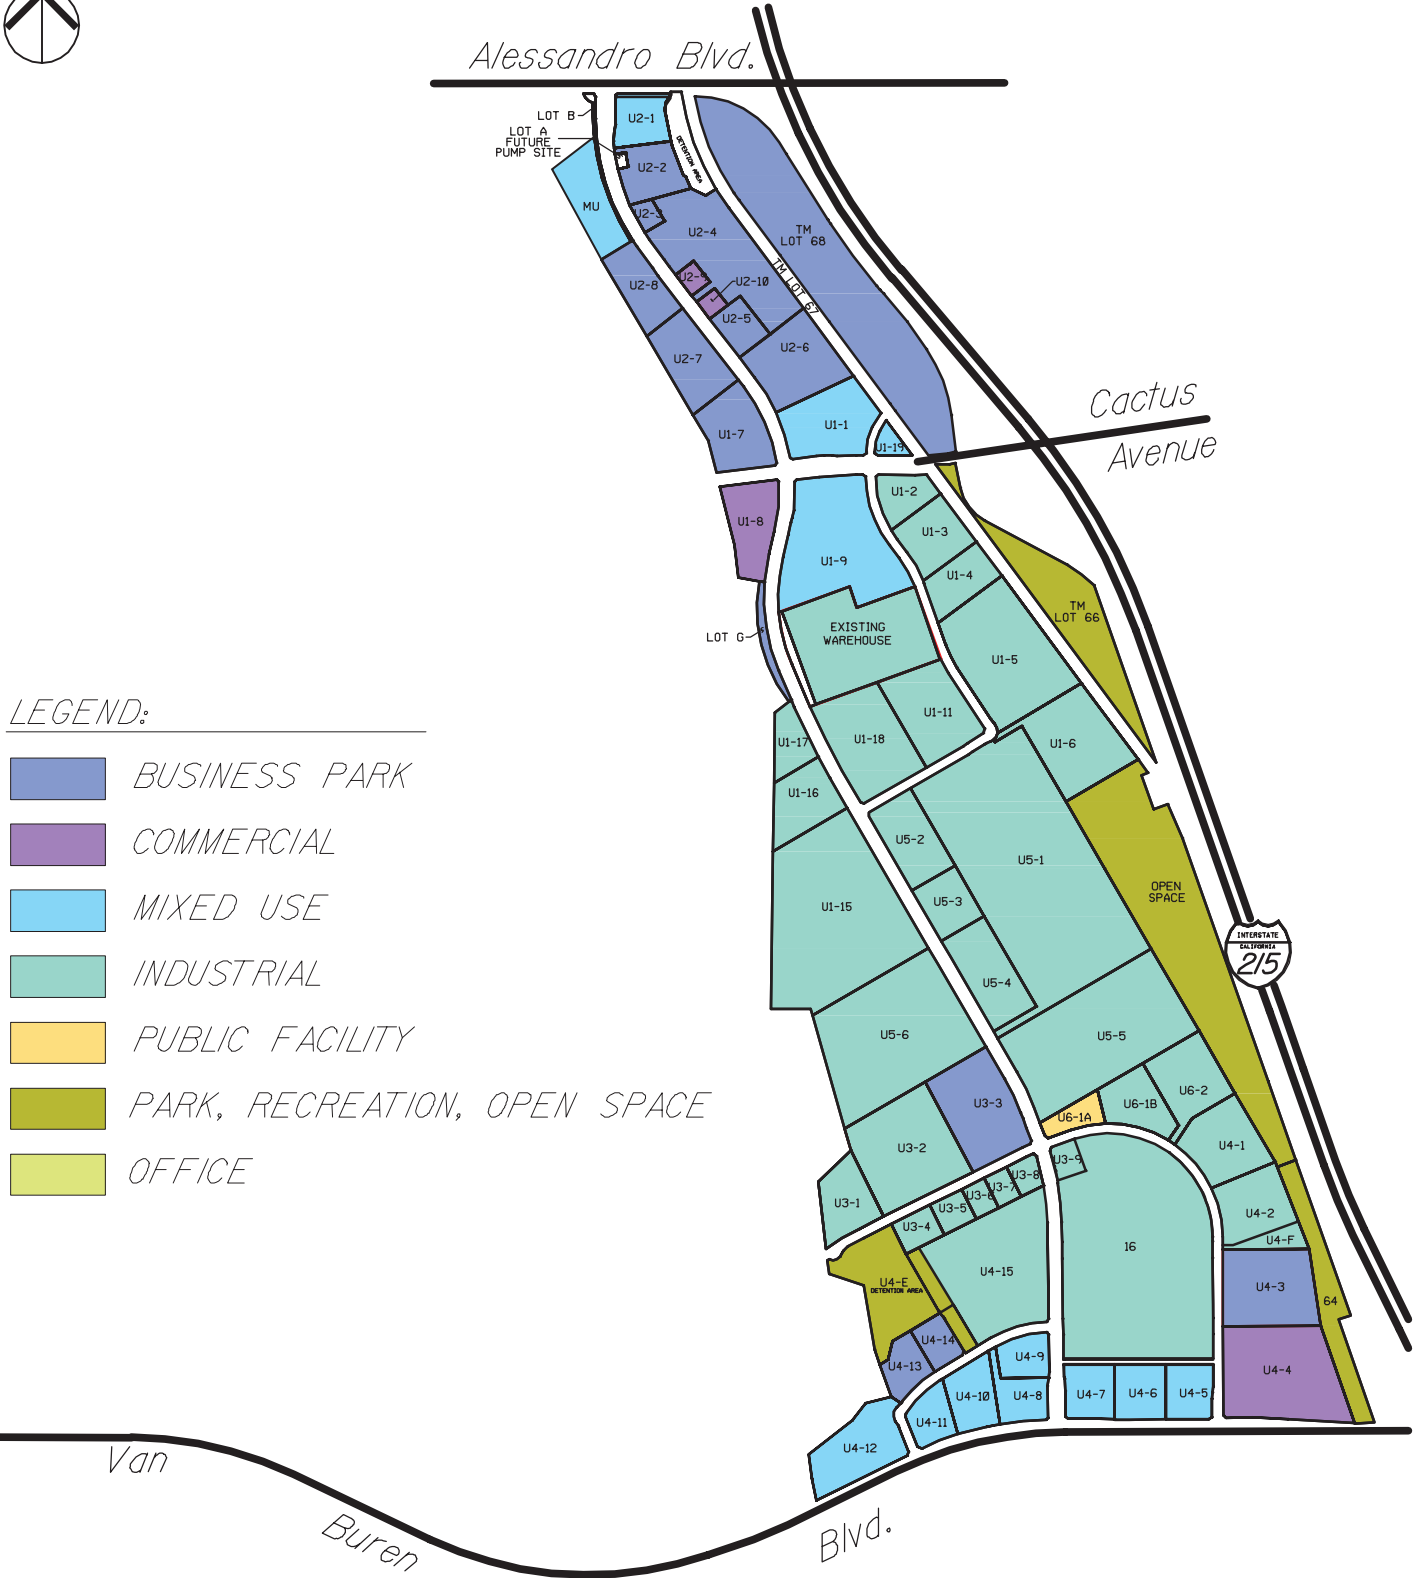 Alessandro Blvd.
LOT B
U2-1
LOT A
FUTURE
PUMP SITE
DETENTION AREA
U2-2
MU
U2-3
U2-4
TM
LOT 68
U2-9
U2-10
TM LOT 67
U2-8
U2-5
U2-6
U2-7
Cactus
Avenue
U1-1
U1-7
U1-19
U1-2
U1-8
U1-3
U1-9
U1-4
TM
LOT 66
EXISTING
WAREHOUSE
LOT G
U1-5
LEGEND:
BUSINESS PARK
COMMERCIAL
MIXED USE
INDUSTRIAL
PUBLIC FACILITY
PARK, RECREATION, OPEN SPACE
OFFICE
U1-11
U1-17
U1-18
U1-6
U1-16
U5-2
U5-1
OPEN
SPACE
U5-3
U1-15
INTERSTATE
CALIFORNIA
215
U5-4
U5-6
U5-5
U6-2
U3-3
U6-1B
U6-1A
U3-2
U4-1
U3-9
U3-8
U3-7
U3-6
U3-1
U3-5
U3-4
U4-2
U4-F
16
U4-15
U4-E
DETENTION AREA
U4-3
64
U4-14
U4-13
U4-9
U4-4
U4-10
U4-8
U4-7
U4-6
U4-5
U4-11
U4-12
Van
Buren
Blvd.